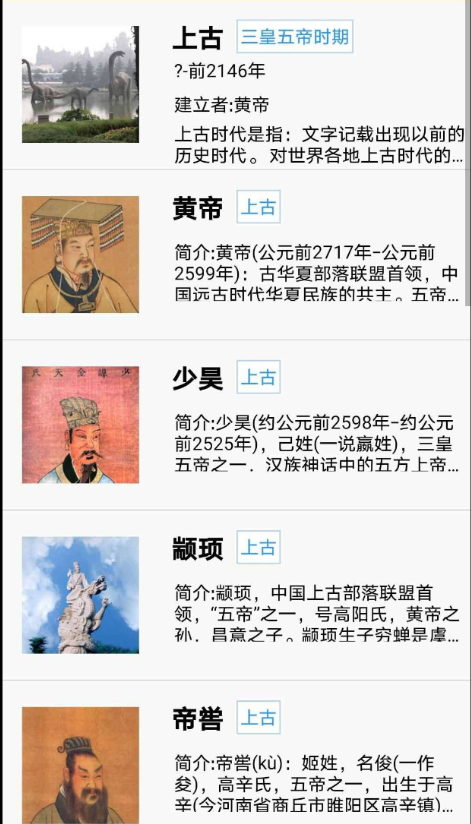 上古 三皇五帝时期
?-前2146年
建立者:黄帝
上古时代是指：文字记载出现以前的
历史时代。对世界各地上古时代的...
黄帝 上古
简介:黄帝(公元前2717年-公元前
2599年)：古华夏部落联盟首领，中
国远古时代华夏民族的共主。五帝...
少昊 上古
简介:少昊(约公元前2598年-约公元
前2525年)，己姓(一说嬴姓)，三皇
五帝之一，汉族神话中的五方上帝...
颛顼 上古
简介:颛顼，中国上古部落联盟首
领，“五帝”之一，号高阳氏，黄帝之
孙，昌意之子。颛顼生子穷蝉是虞...
帝喾 上古
简介:帝喾(kù)：姬姓，名俊(一作
夋)，高辛氏，五帝之一，出生于高
辛(今河南省商丘市睢阳区高辛镇)...